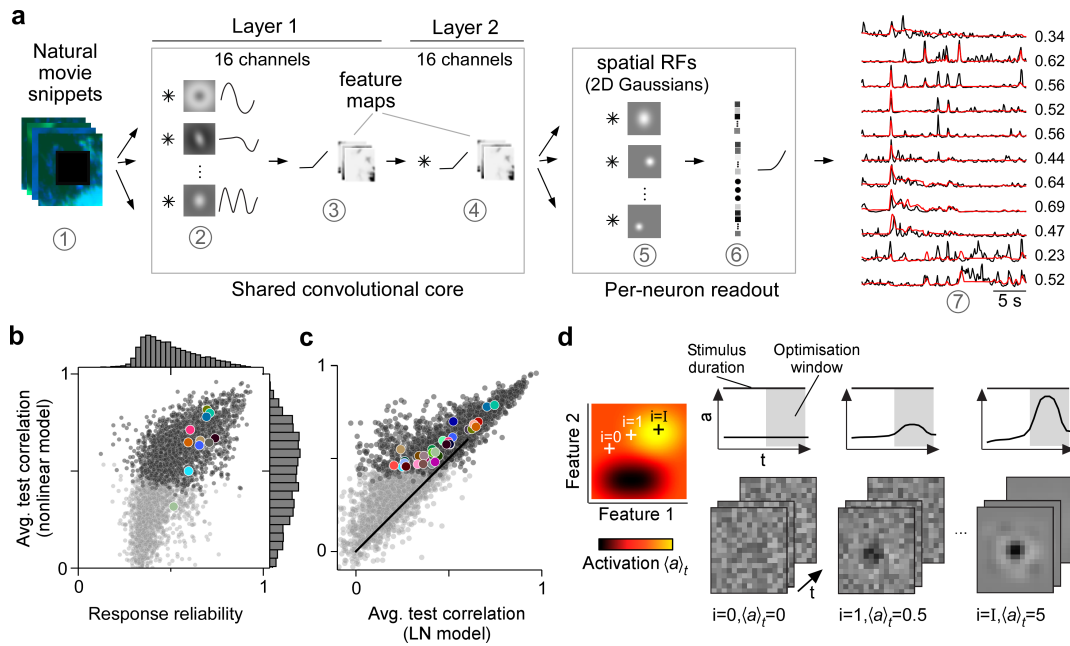 a
Layer 1
Layer 2
Natural
movie
snippets
16 channels
16 channels
feature
maps
spatial RFs
(2D Gaussians)
1
2
3
4
5
6
7
Shared convolutional core
Per-neuron readout
0.34
0.62
0.56
0.52
0.56
0.44
0.64
0.69
0.47
0.23
0.52
5 s
b
Avg. test correlation
(nonlinear model)
1
0
0
1
Response reliability
c
1
0
0
1
Avg. test correlation
(LN model)
d
Stimulus
duration
Optimisation
window
a
t
Feature 2
i=0
i=1
i=I
Feature 1
Activation ⟨a⟩t
t
...
i=0,⟨a⟩t=0
i=1,⟨a⟩t=0.5
i=I,⟨a⟩t=5